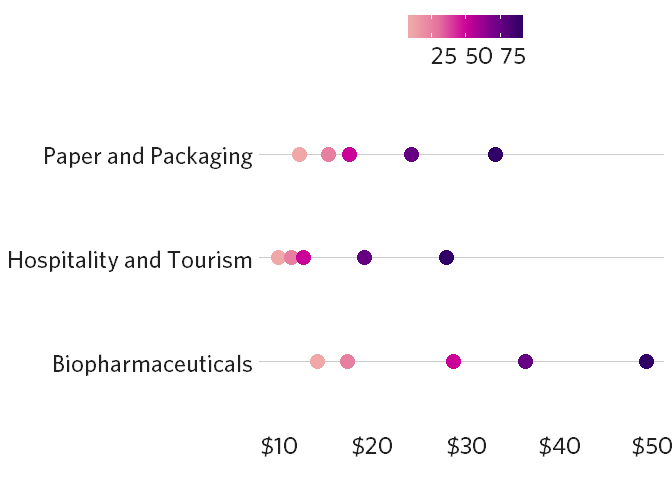 25 50 75
Paper and Packaging
Hospitality and Tourism
Biopharmaceuticals
$10 $20 $30 $40 $50